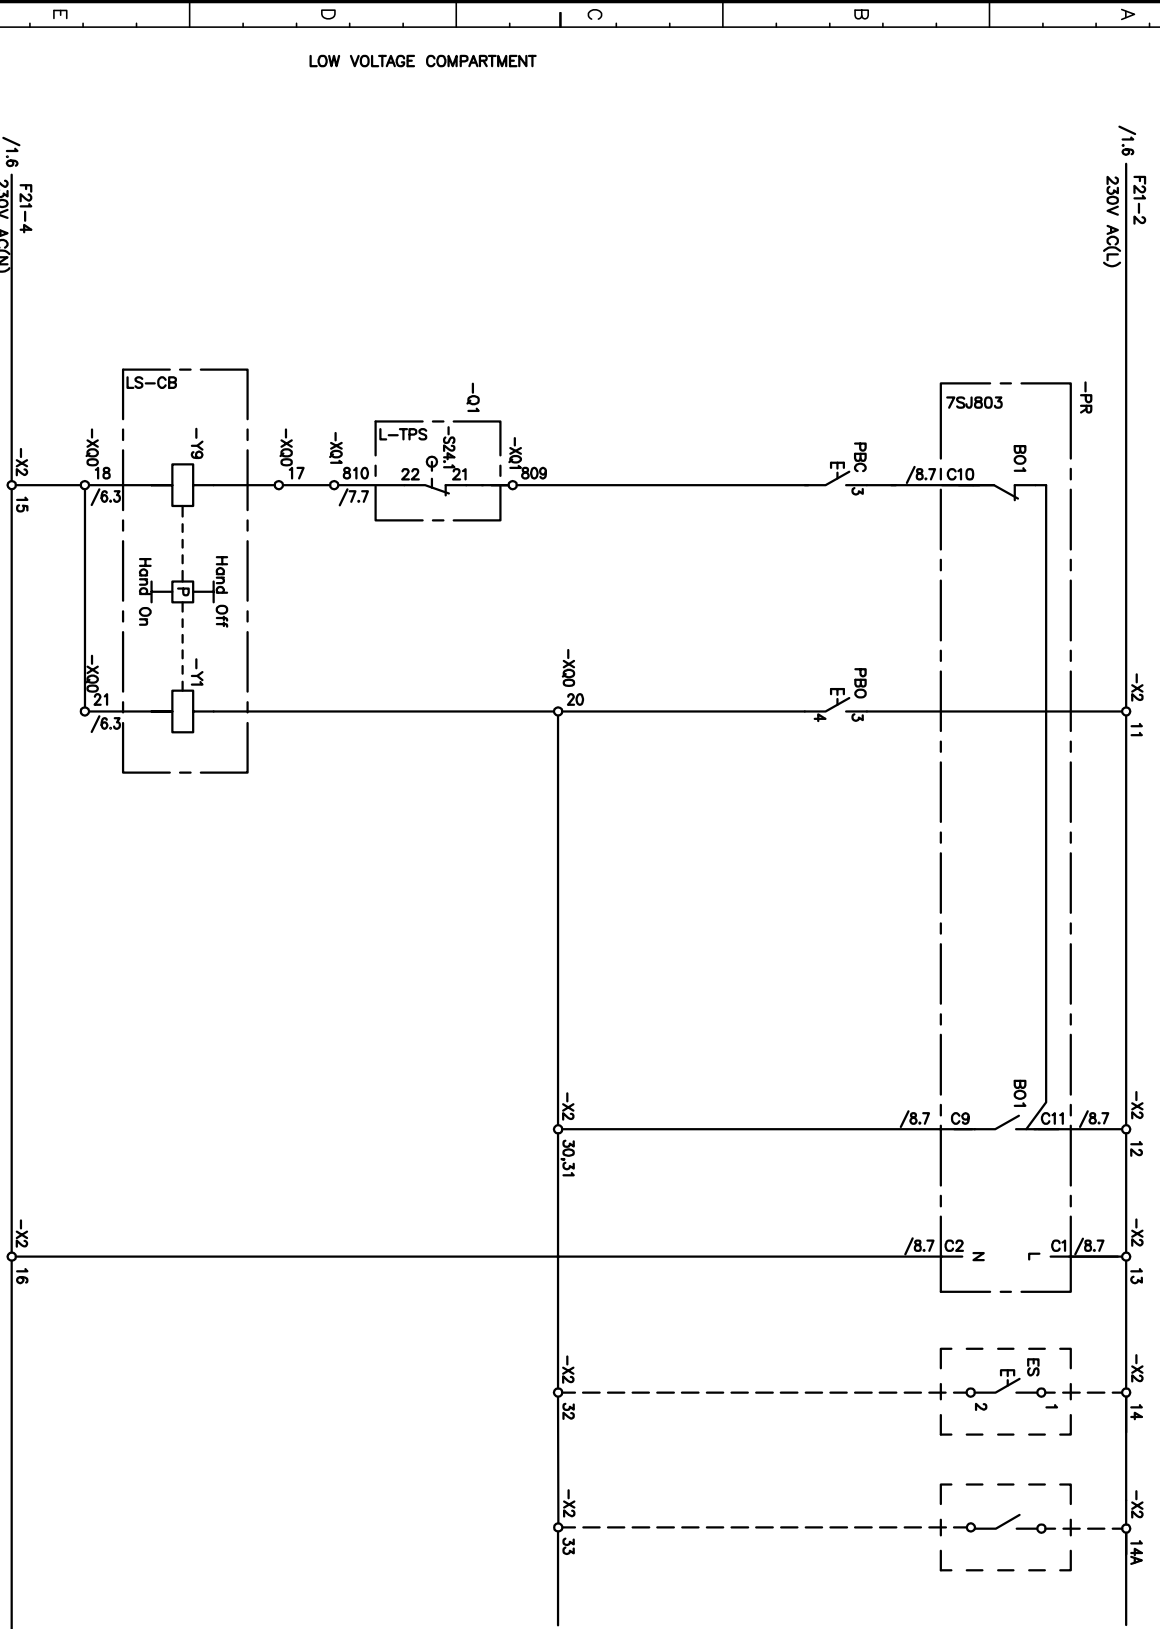 E
D
C
B
A
LOW VOLTAGE COMPARTMENT
/1.6
F21-2
230V AC(L)
/1.6
F21-4
230V AC(N)
-PR
7SJ803
BO1
/8.7
C10
PBC
E-
3
-Q1
L-TPS
-S24.1
22
21
-XQ1
809
-XQ1
810
/7.7
-XQ0
17
LS-CB
-Y9
-XQ0
18
/6.3
-X2
15
Hand Off
P
Hand On
-Y1
-XQ0
21
/6.3
-XQ0
20
PBO
E-
3
4
-X2
11
BO1
-X2
12
/8.7
C11
C9
/8.7
-X2
30,31
-X2
13
/8.7
C1
L
N
C2
/8.7
-X2
16
ES
E-
1
2
-X2
14
-X2
32
-X2
14A
-X2
33